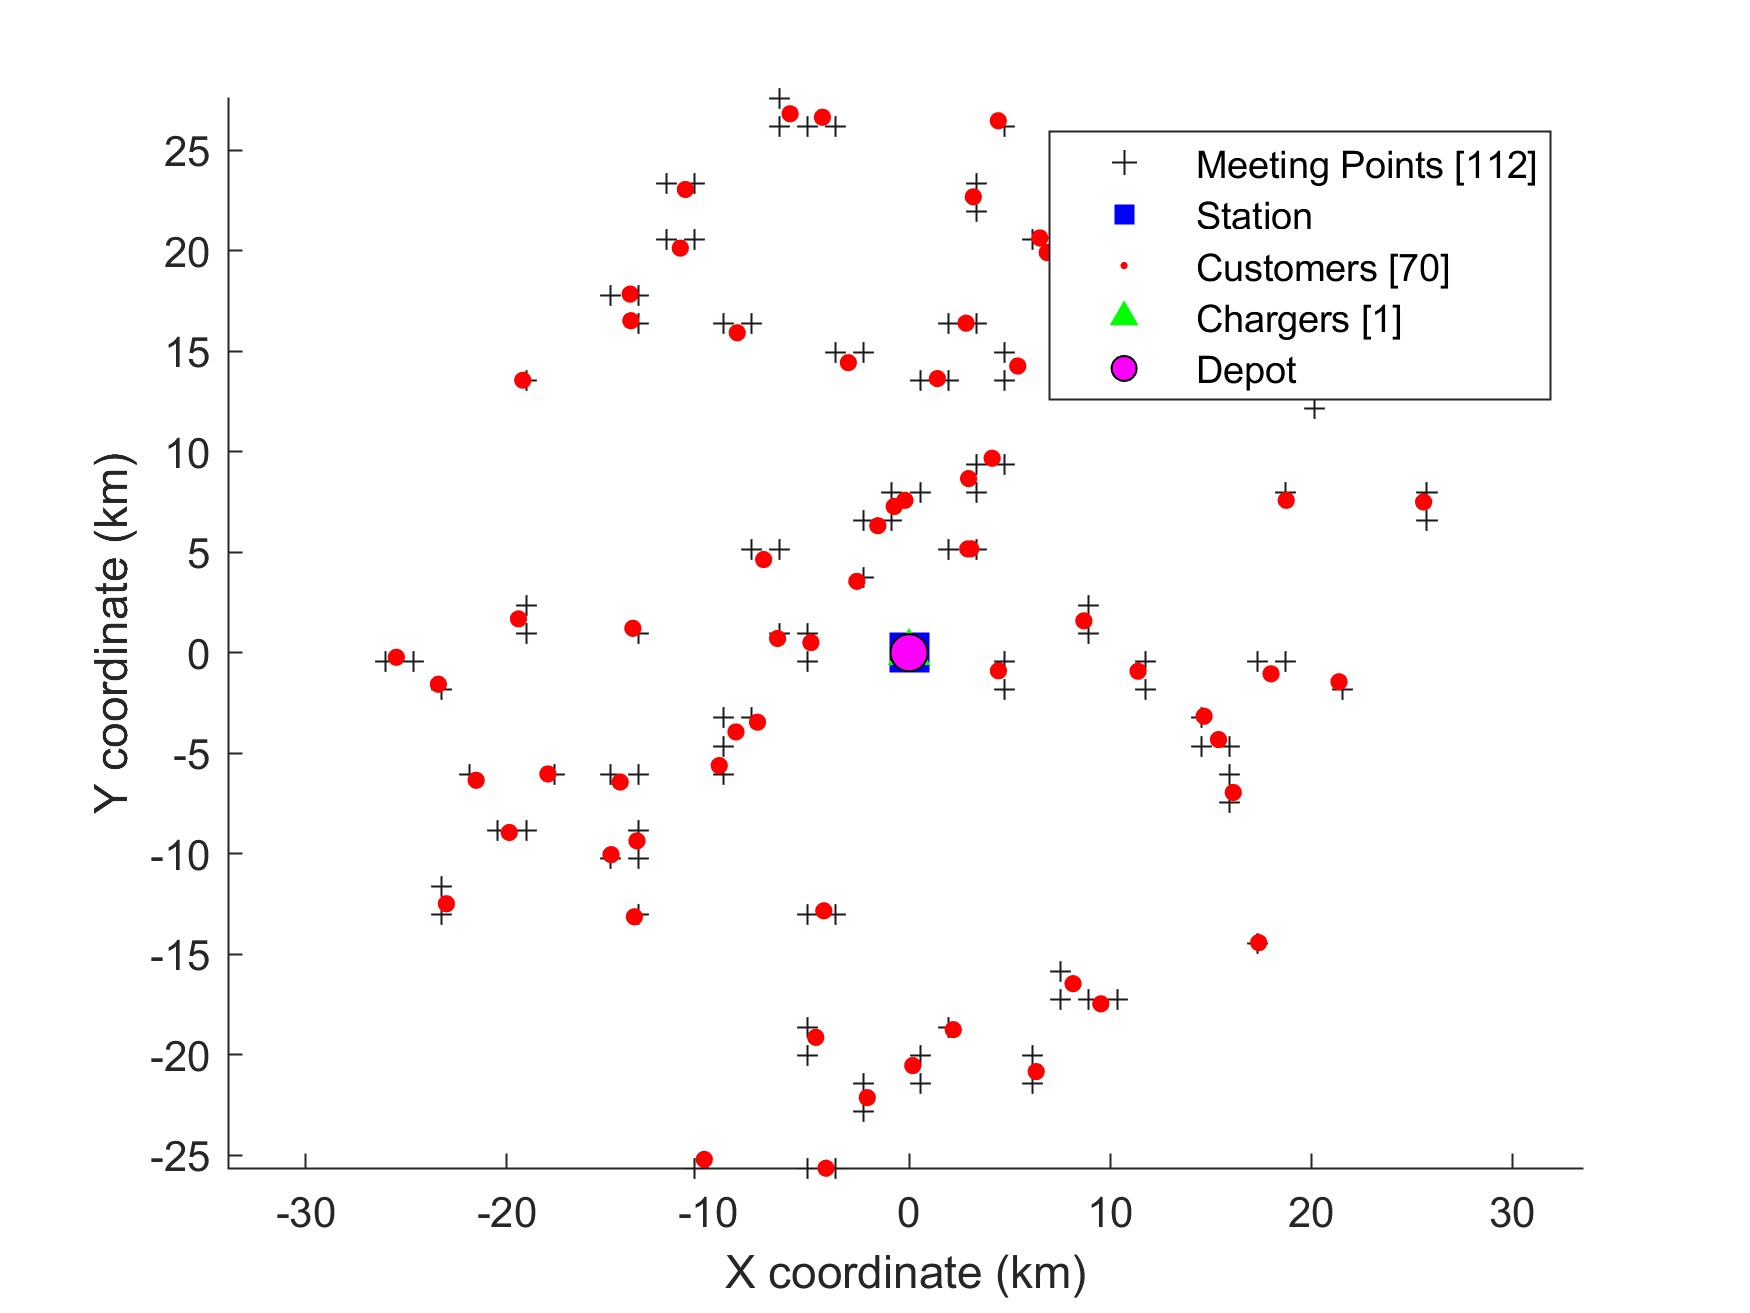 25
20
15
10
5
0
-5
-10
-15
-20
-25
Y coordinate (km)
Meeting Points [112]
Station
Customers [70]
Chargers [1]
Depot
-30
-20
-10
0
10
20
30
X coordinate (km)